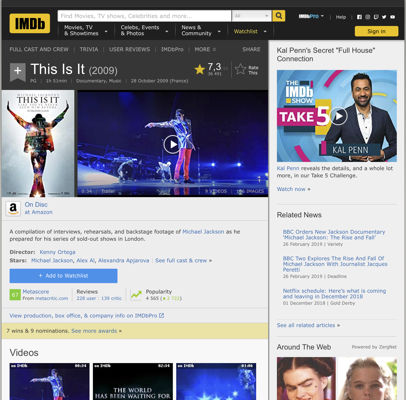 IMDb
Find Movies, TV shows, Celebrities and more...
All
Movies, TV
& Showtimes
Celebs, Events
& Photos
News &
Community
Watchlist
IMDbPro
Help
Sign in
FULL CAST AND CREW
TRIVIA
USER REVIEWS
IMDbPro
MORE
SHARE
This Is It (2009)
PG | 1h 51min | Documentary, Music | 28 October 2009 (France)
7,3
Rate
This
THIS IS IT
Trailer
9 VIDEOS
IMAGES
On Disc
at Amazon
A compilation of interviews, rehearsals, and backstage footage of Michael Jackson as he
prepared for his series of sold-out shows in London.
Director: Kenny Ortega
Stars: Michael Jackson, Alex Al, Alexandra Apjarova | See full cast & crew »
+ Add to Watchlist
Metascore
From metacritic.com
Reviews
228 user | 139 critic
Popularity
View production, box office, & company info on IMDbPro
7 wins & 9 nominations. See more awards »
Videos
IMDb
00:34
IMDb
THE WORLD
HAS BEEN WAITING FOR
IMDb
Kal Penn's Secret "Full House"
Connection
THE IMDb SHOW
TAKE 5
KAL PENN
Kal Penn reveals the details, and a whole lot
more, in our Take 5 Challenge.
Watch now »
Related News
BBC Orders New Jackson Documentary
'Michael Jackson: The Rise and Fall'
26 February 2019 | Variety
BBC Two Explores The Rise And Fall Of
Michael Jackson With Journalist Jacques
Peretti
26 February 2019 | Deadline
Netflix schedule: Here's what is coming
and leaving in December 2018
01 December 2018 | Gold Derby
See all related articles »
Around The Web
Powered by ZergNet